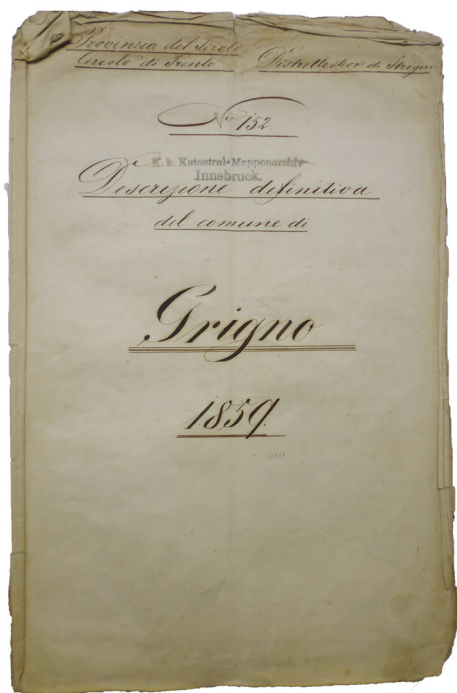 Provincia del Tirolo
Circolo di Trento
Distretto di Strigno
No 152.
K. k. Katastral-Mappenarchiv
Innsbruck.
Descrizione definitiva
del comune di
Grigno
1859.